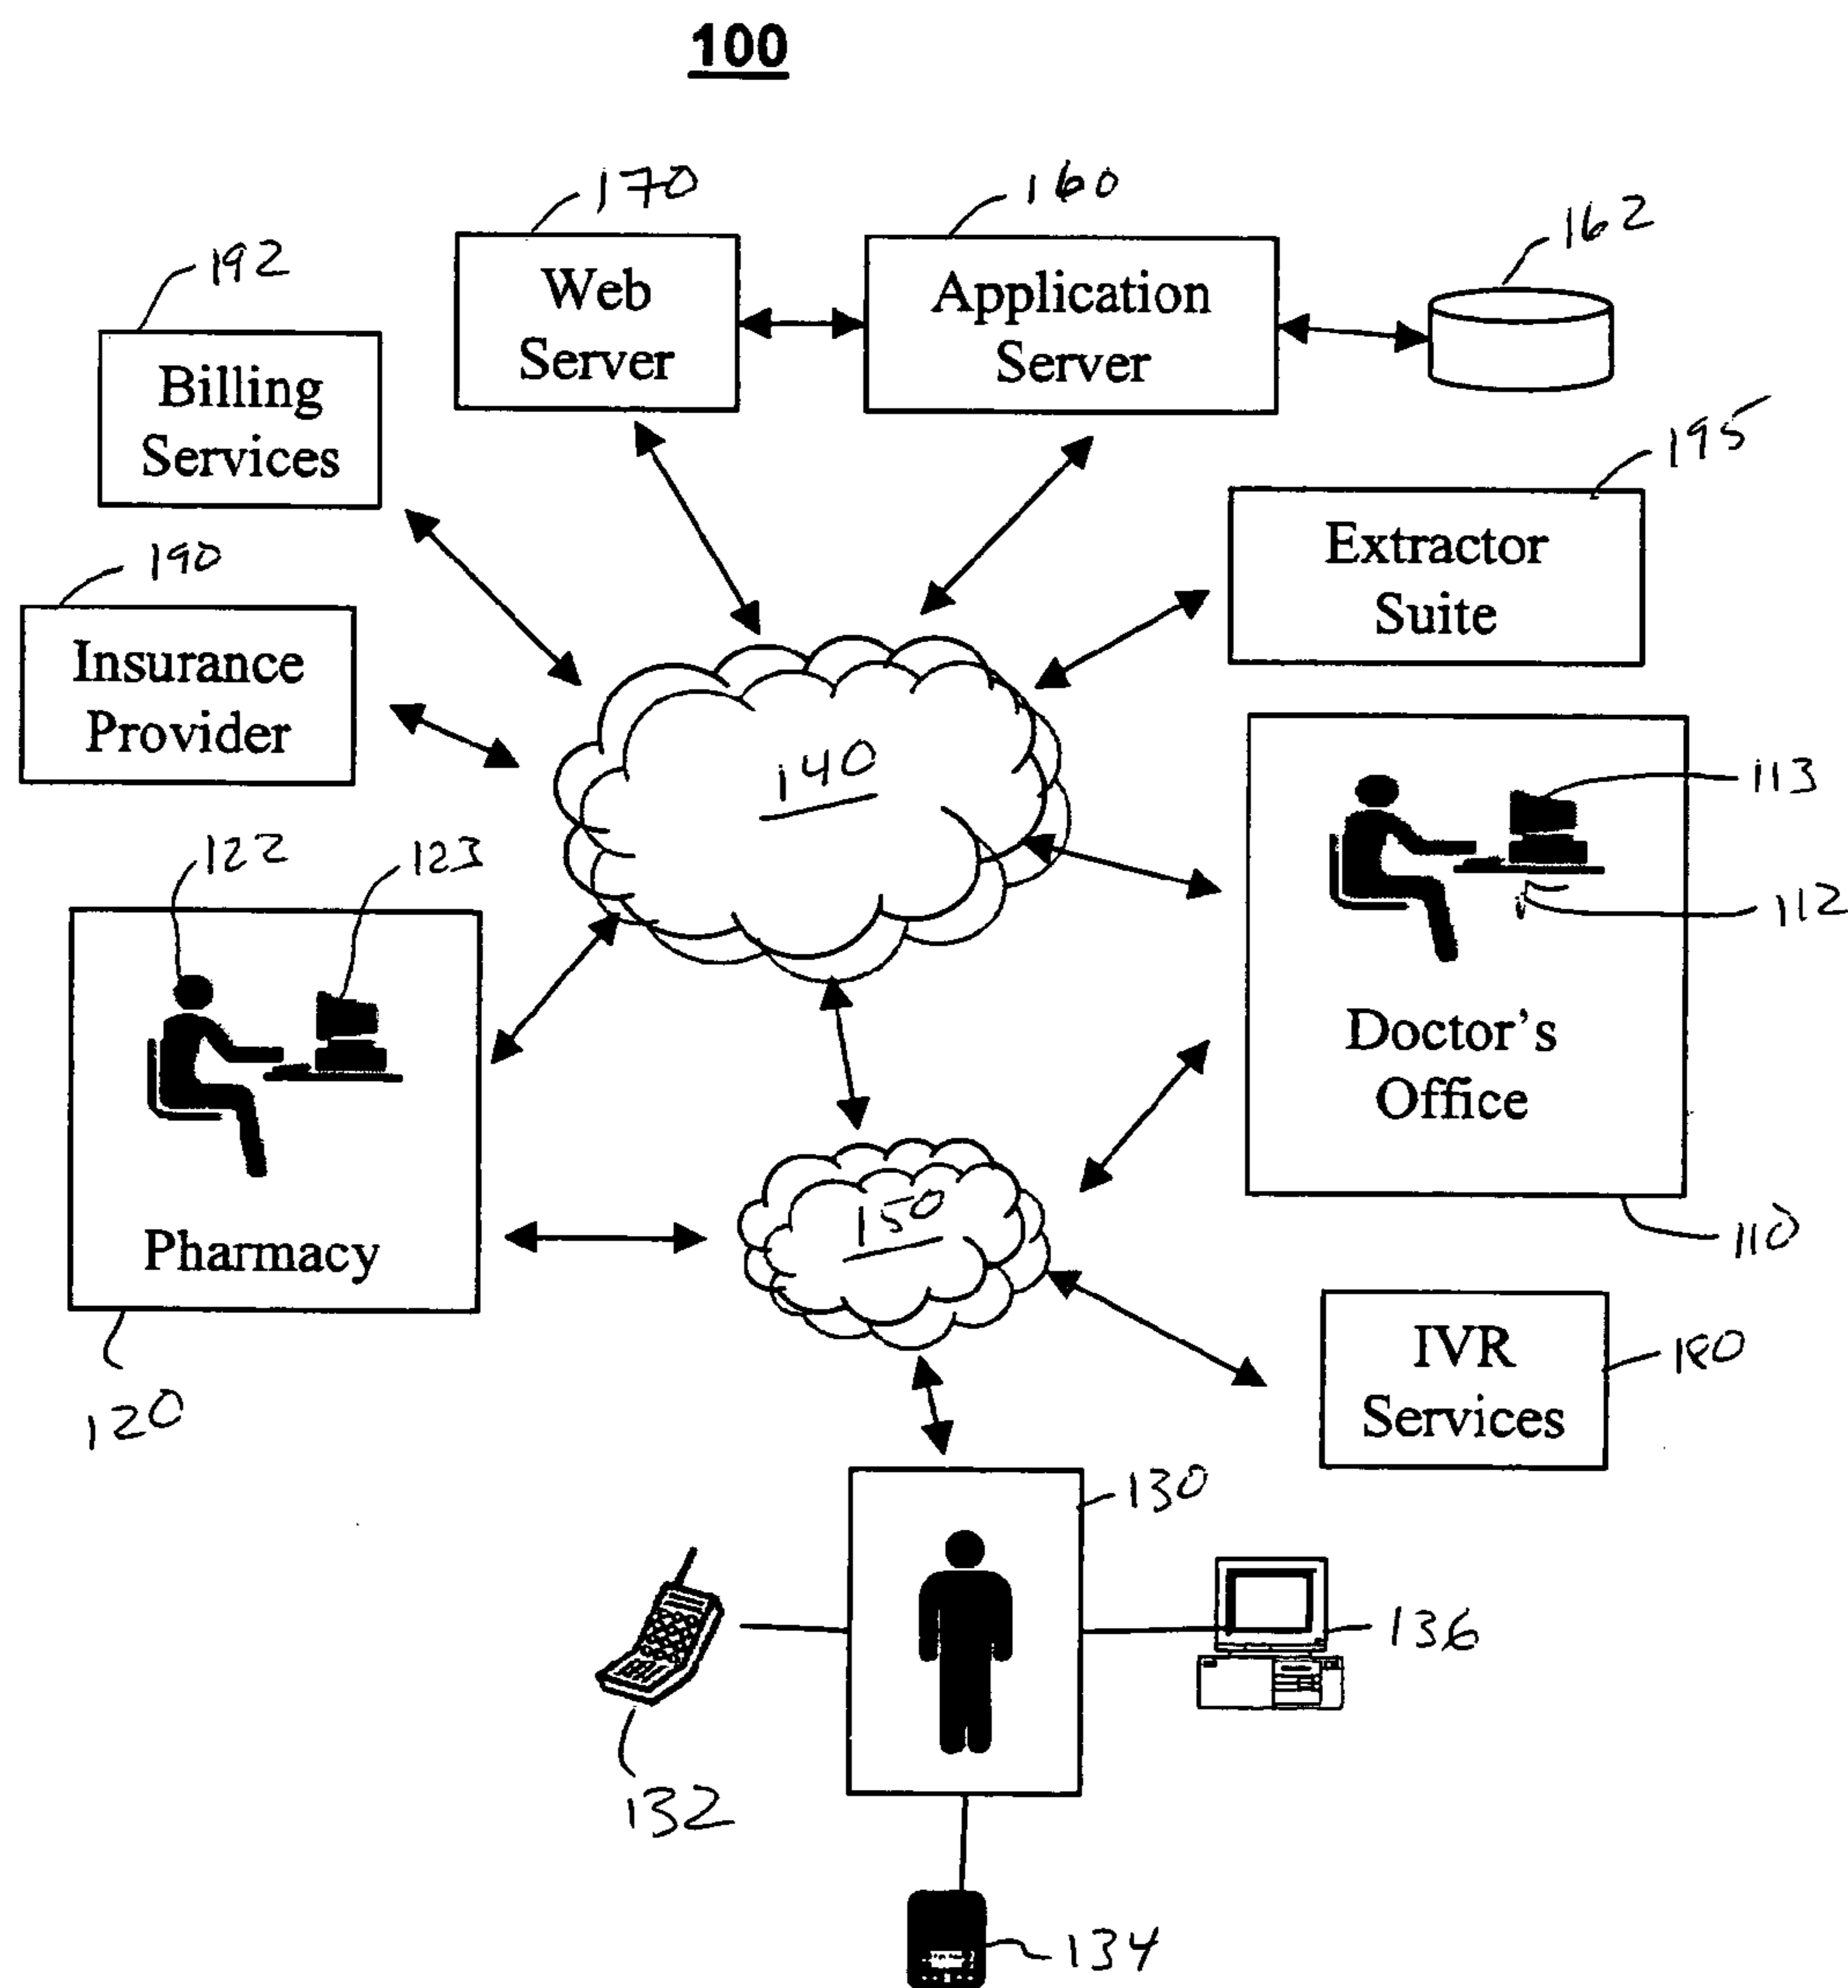 100
170
160
162
192
Web
Server
Application
Server
Billing
Services
195
Extractor
Suite
190
Insurance
Provider
140
113
112
122
123
Doctor's
Office
110
Pharmacy
120
150
IVR
Services
180
130
132
136
134